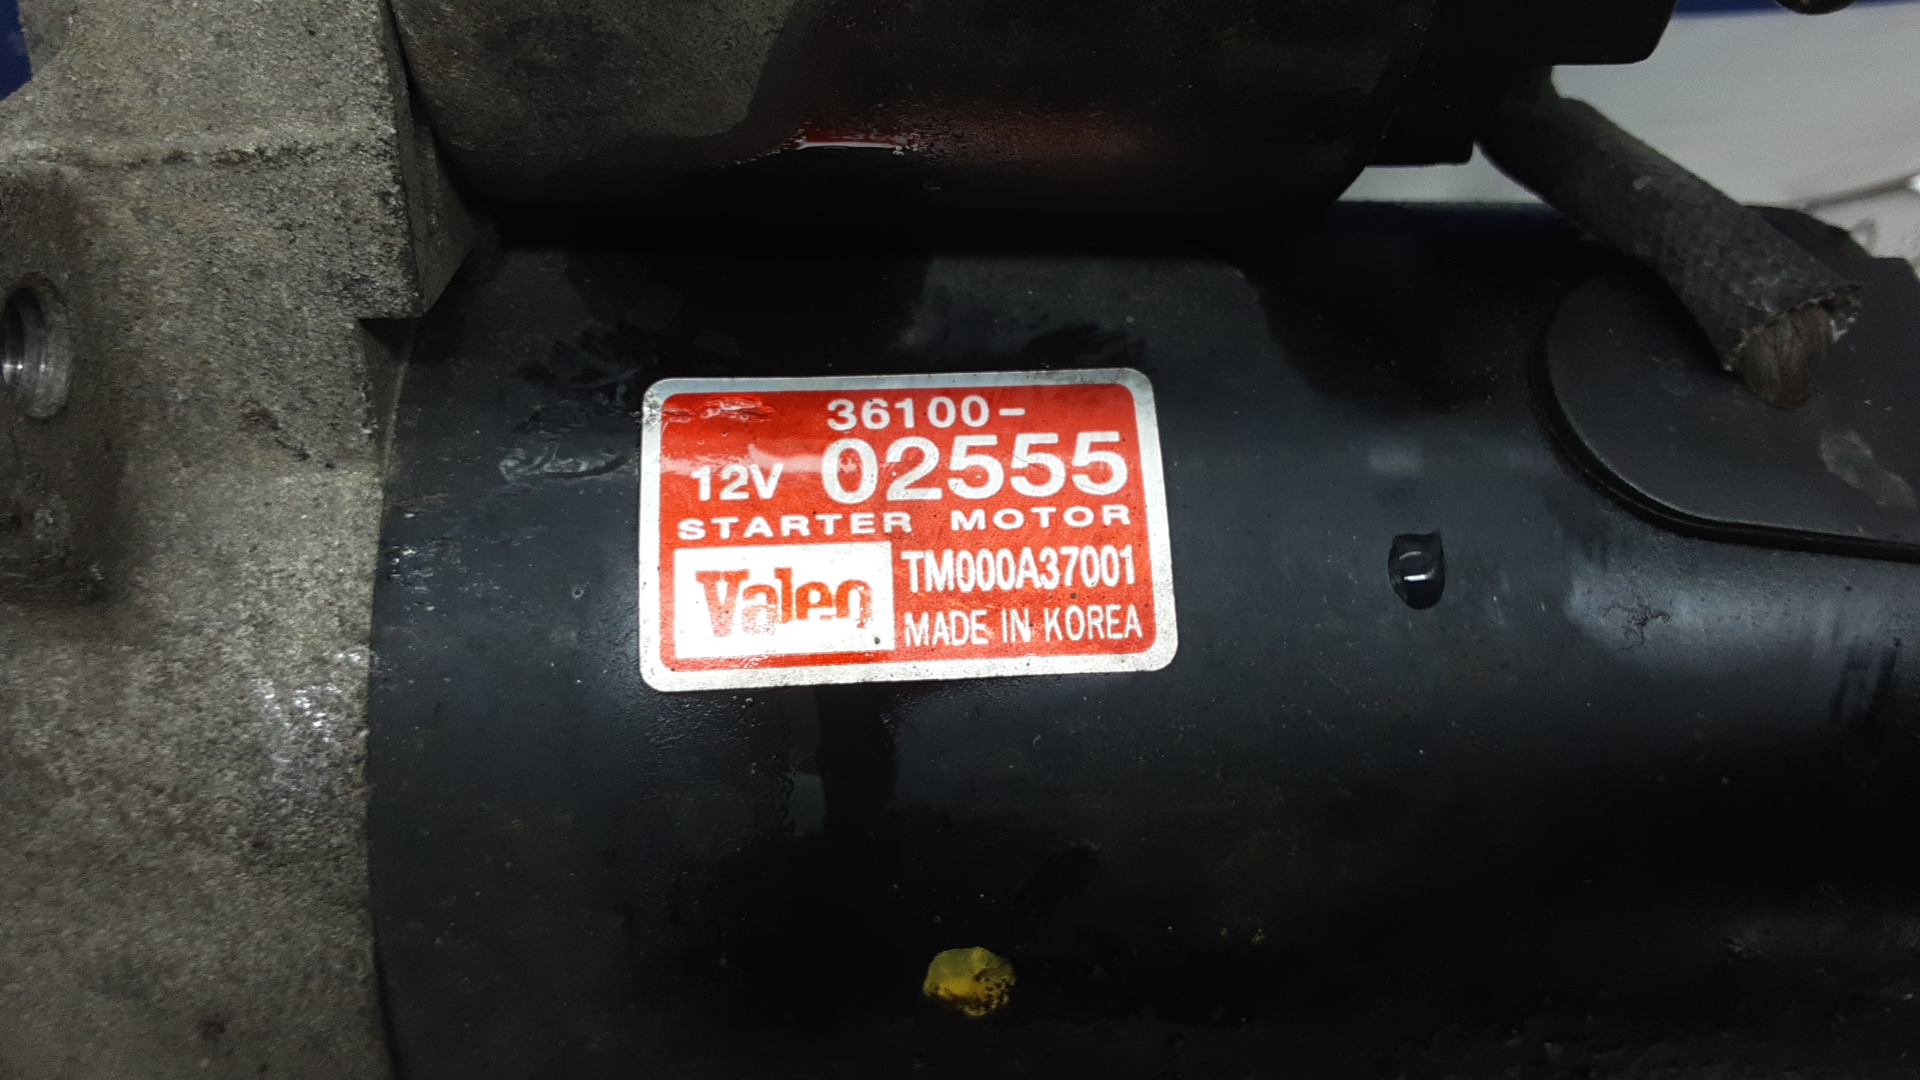 36100-
12V 02555
STARTER MOTOR
Valeo TM000A37001
MADE IN KOREA